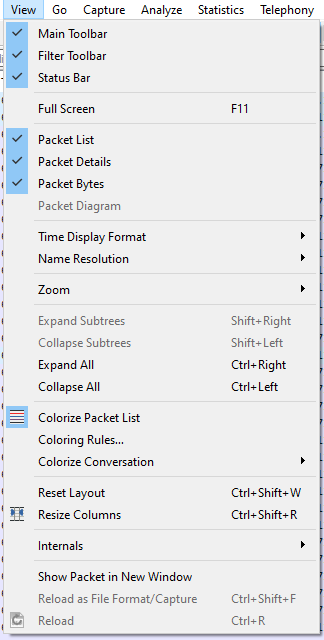 View Go Capture Analyze Statistics Telephony
Main Toolbar
Filter Toolbar
Status Bar
Full Screen F11
Packet List
Packet Details
Packet Bytes
Packet Diagram
Time Display Format
Name Resolution
Zoom
Expand Subtrees Shift+Right
Collapse Subtrees Shift+Left
Expand All Ctrl+Right
Collapse All Ctrl+Left
Colorize Packet List
Coloring Rules...
Colorize Conversation
Reset Layout Ctrl+Shift+W
Resize Columns Ctrl+Shift+R
Internals
Show Packet in New Window
Reload as File Format/Capture Ctrl+Shift+F
Reload Ctrl+R